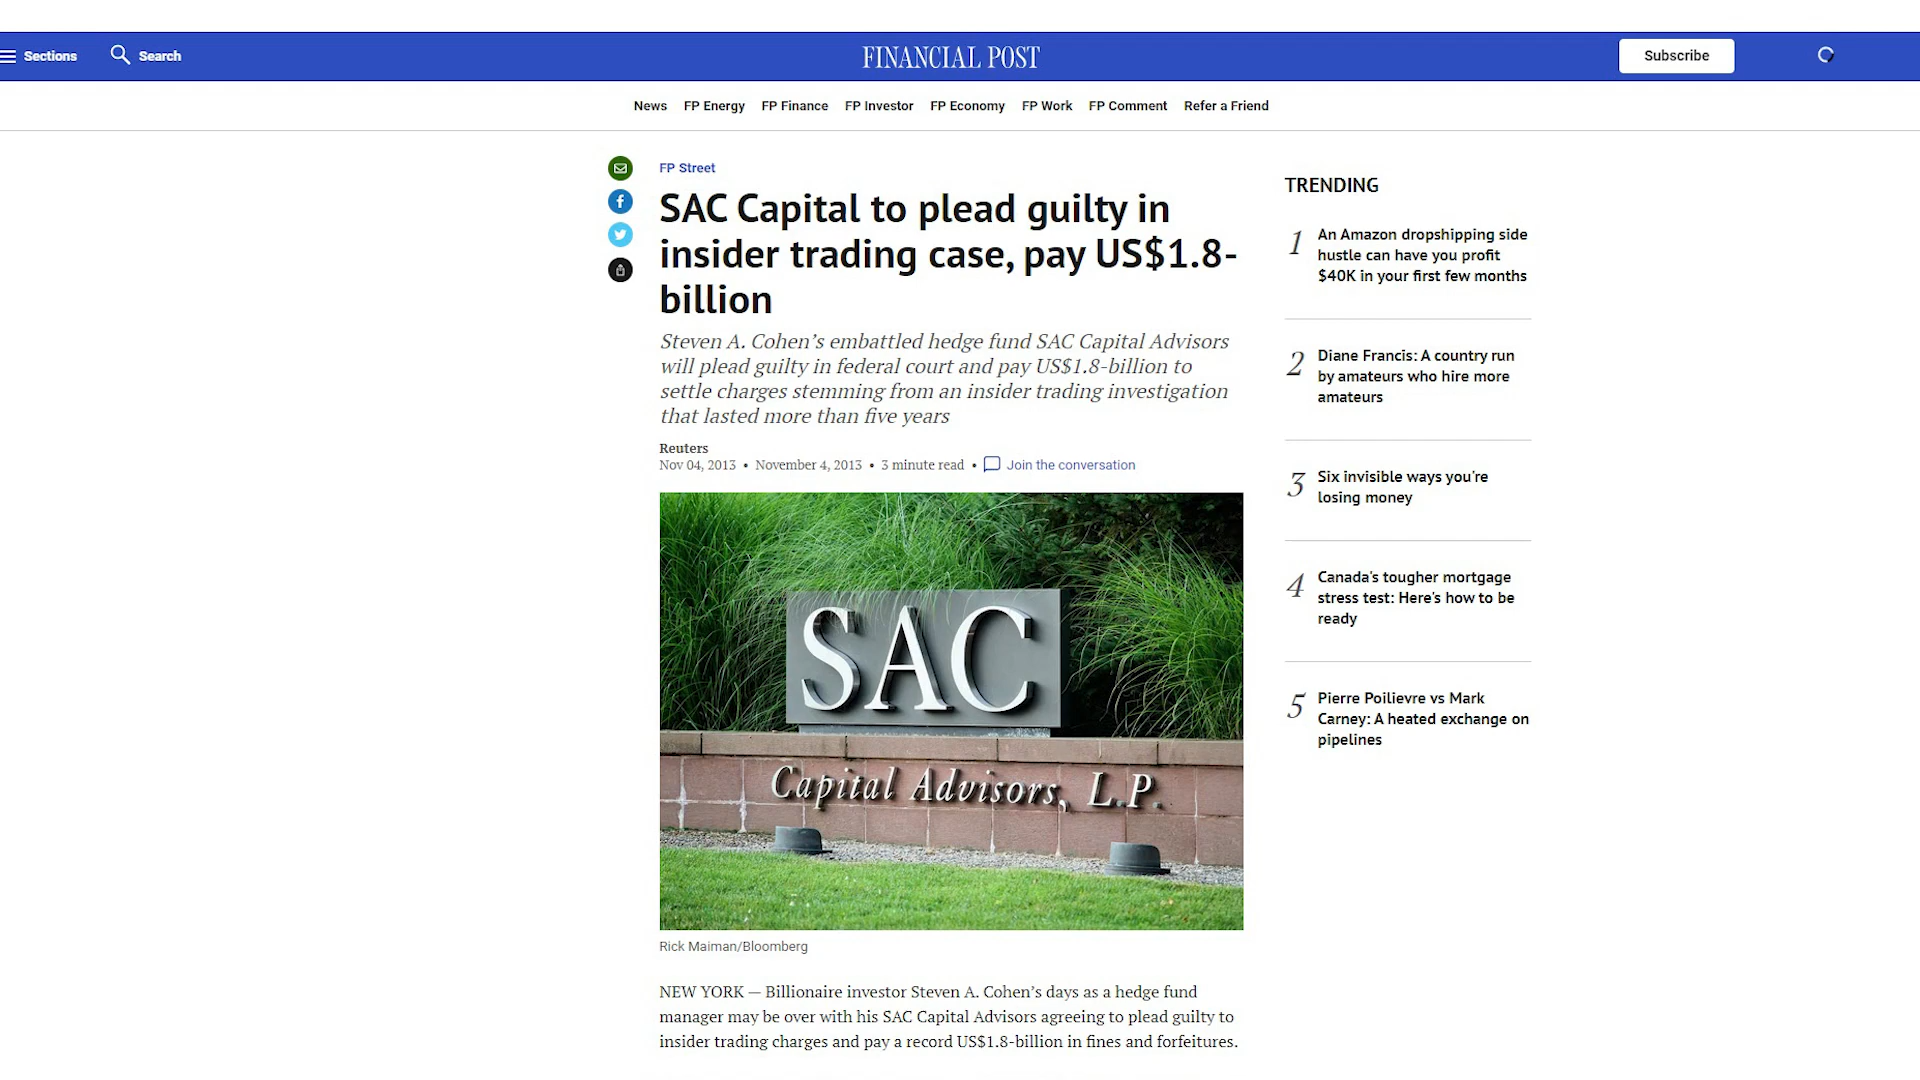 Sections
Search
FINANCIAL POST
Subscribe
News FP Energy FP Finance FP Investor FP Economy FP Work FP Comment Refer a Friend
FP Street
SAC Capital to plead guilty in
insider trading case, pay US$1.8-
billion
Steven A. Cohen’s embattled hedge fund SAC Capital Advisors
will plead guilty in federal court and pay US$1.8-billion to
settle charges stemming from an insider trading investigation
that lasted more than five years
Reuters
Nov 04, 2013 • November 4, 2013 • 3 minute read • Join the conversation
SAC
Capital Advisors, L.P.
Rick Maiman/Bloomberg
NEW YORK — Billionaire investor Steven A. Cohen’s days as a hedge fund
manager may be over with his SAC Capital Advisors agreeing to plead guilty to
insider trading charges and pay a record US$1.8-billion in fines and forfeitures.
TRENDING
1
An Amazon dropshipping side
hustle can have you profit
$40K in your first few months
2
Diane Francis: A country run
by amateurs who hire more
amateurs
3
Six invisible ways you're
losing money
4
Canada's tougher mortgage
stress test: Here's how to be
ready
5
Pierre Poilievre vs Mark
Carney: A heated exchange on
pipelines